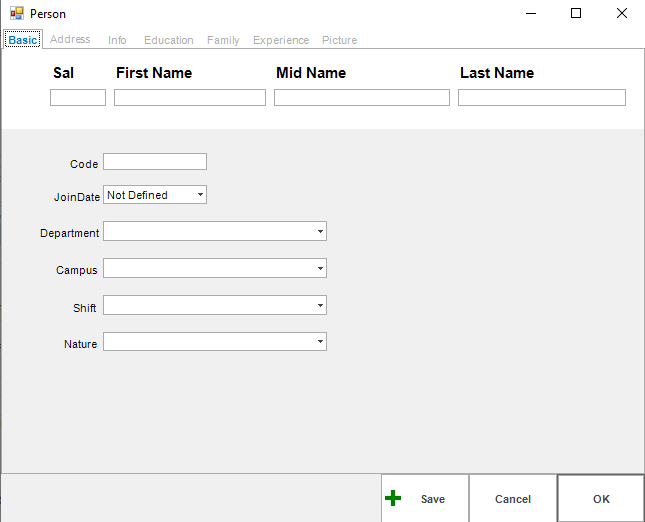 Person
Basic Address Info Education Family Experience Picture
Sal First Name Mid Name Last Name
Code
JoinDate Not Defined
Department
Campus
Shift
Nature
Save Cancel OK